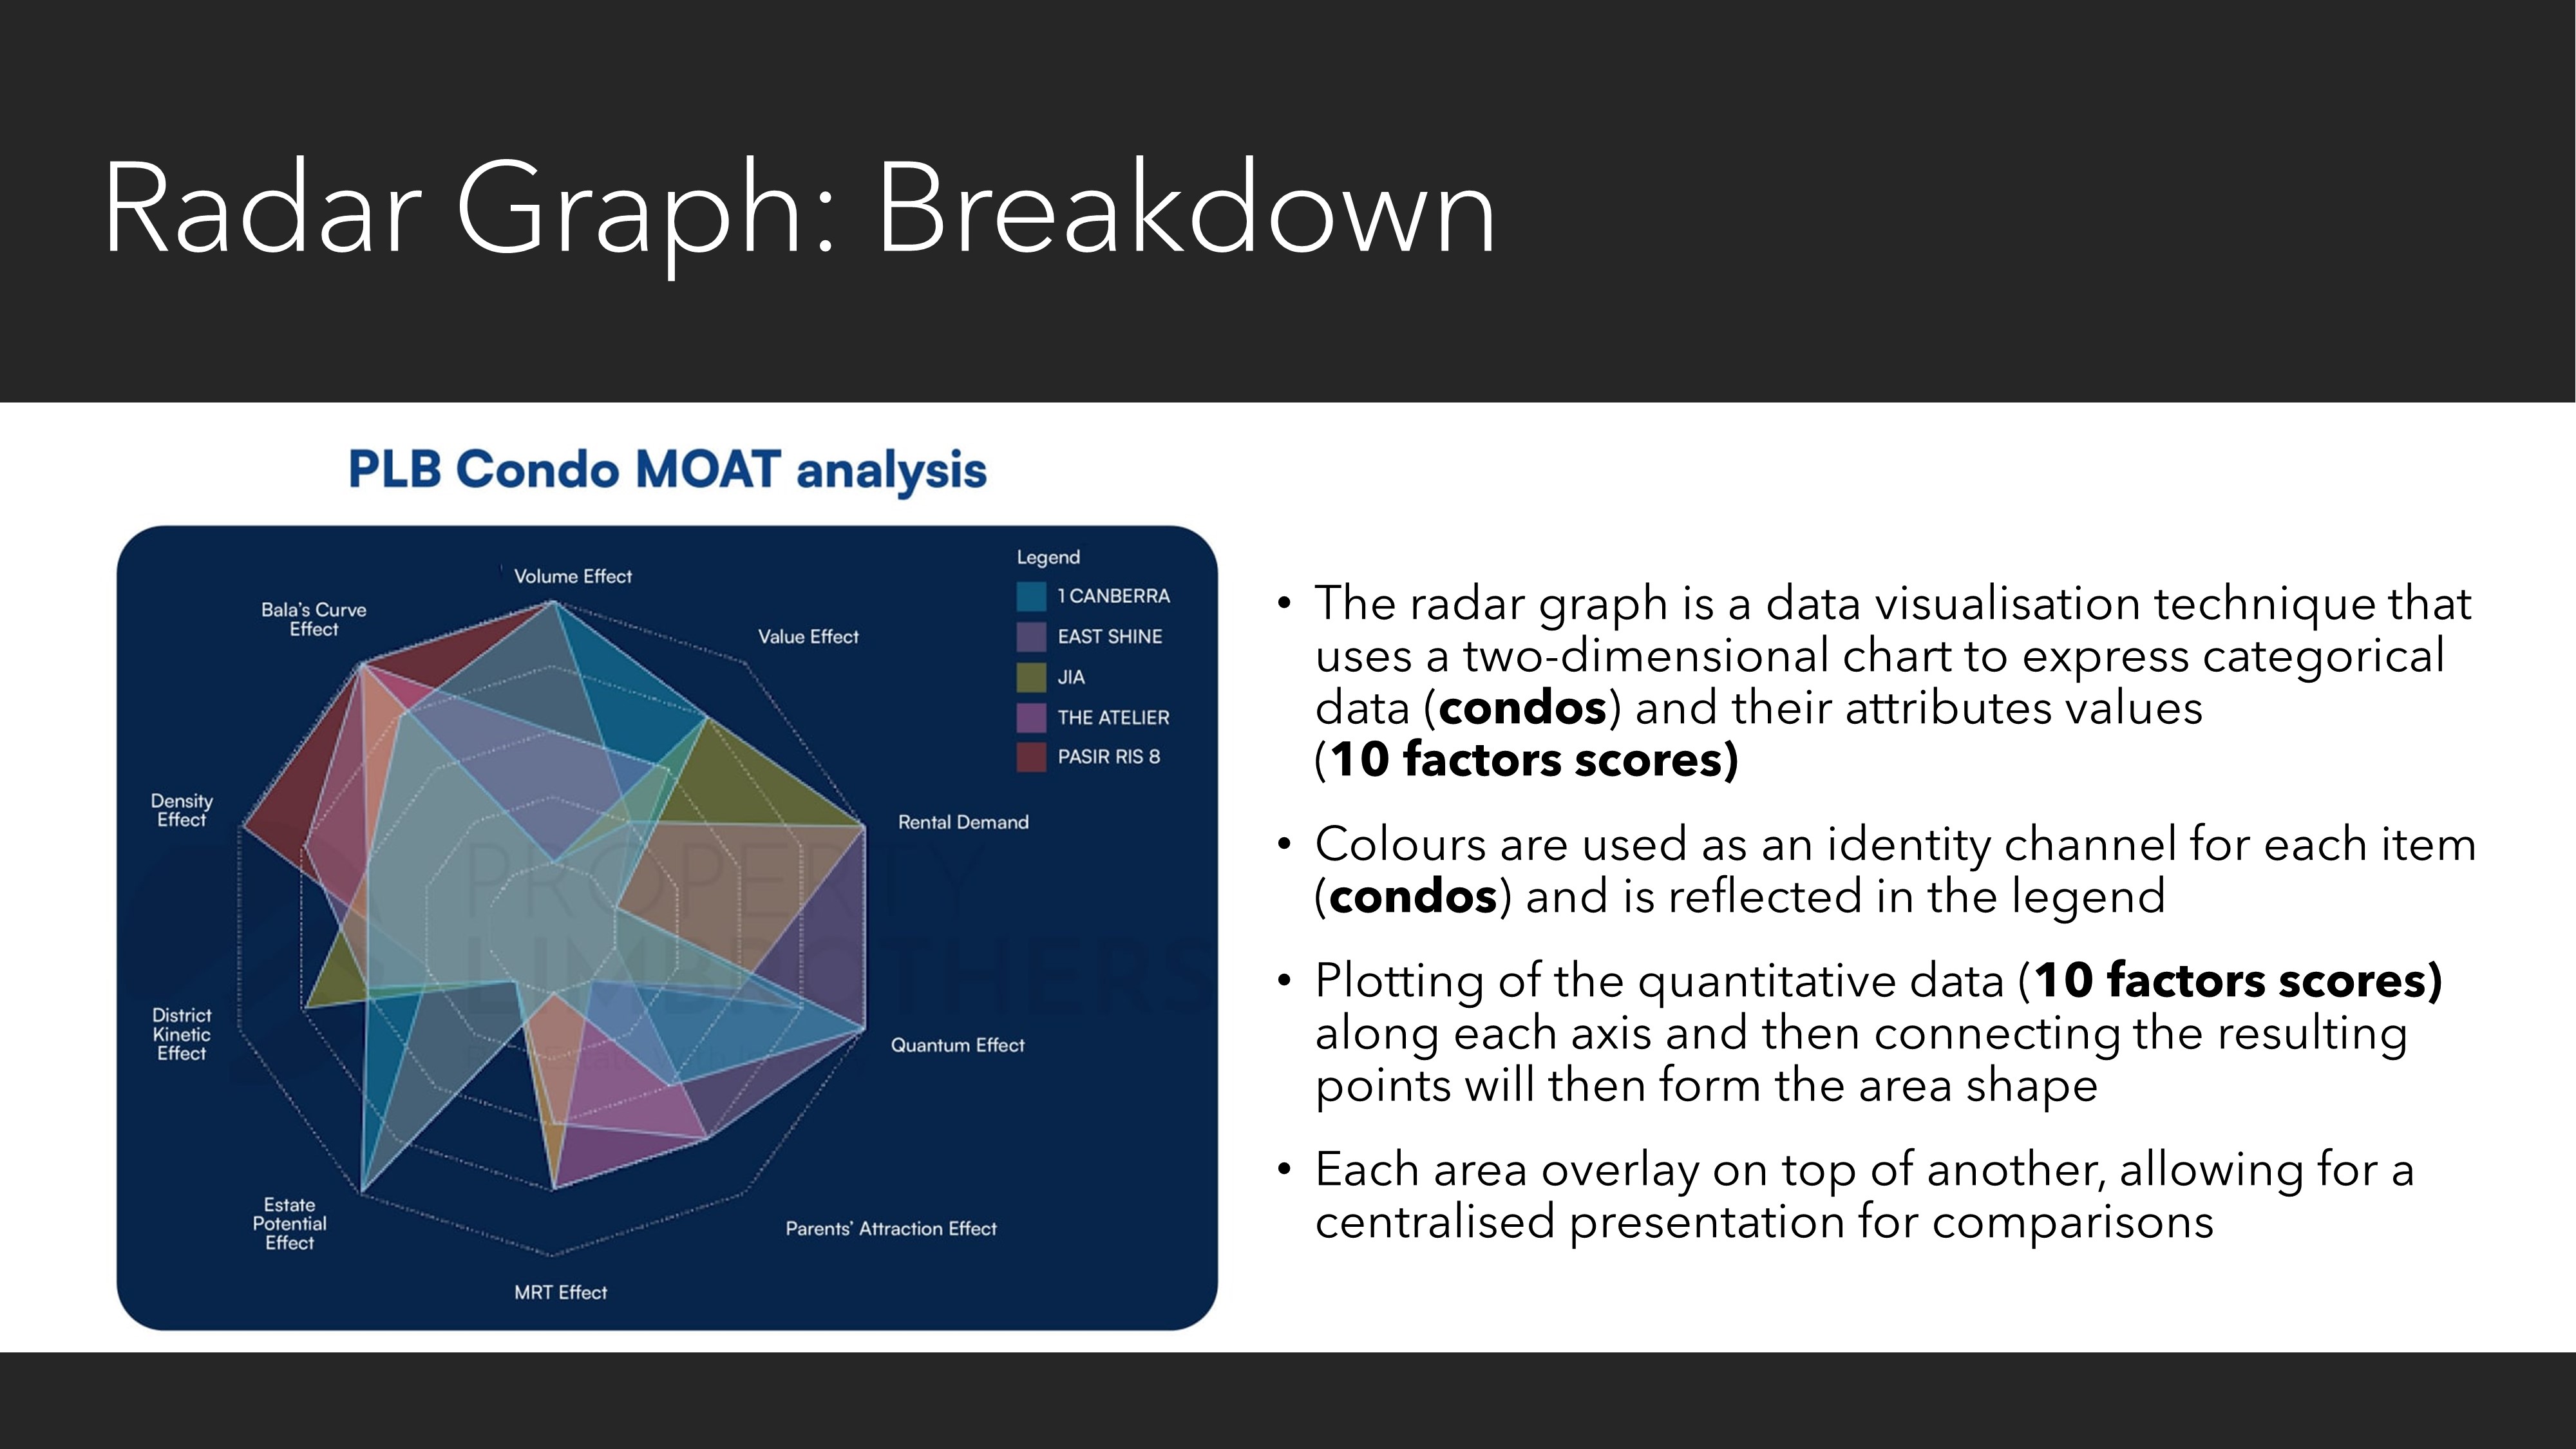 Radar Graph: Breakdown
PLB Condo MOAT analysis
Legend
1 CANBERRA
EAST SHINE
JIA
THE ATELIER
PASIR RIS 8
Volume Effect
Value Effect
Rental Demand
Quantum Effect
Parents' Attraction Effect
MRT Effect
Estate
Potential
Effect
District
Kinetic
Effect
Density
Effect
Bala's Curve
Effect
PROPERTY
LIMBROTHERS
• The radar graph is a data visualisation technique that
uses a two-dimensional chart to express categorical
data (condos) and their attributes values
(10 factors scores)
• Colours are used as an identity channel for each item
(condos) and is reflected in the legend
• Plotting of the quantitative data (10 factors scores)
along each axis and then connecting the resulting
points will then form the area shape
• Each area overlay on top of another, allowing for a
centralised presentation for comparisons